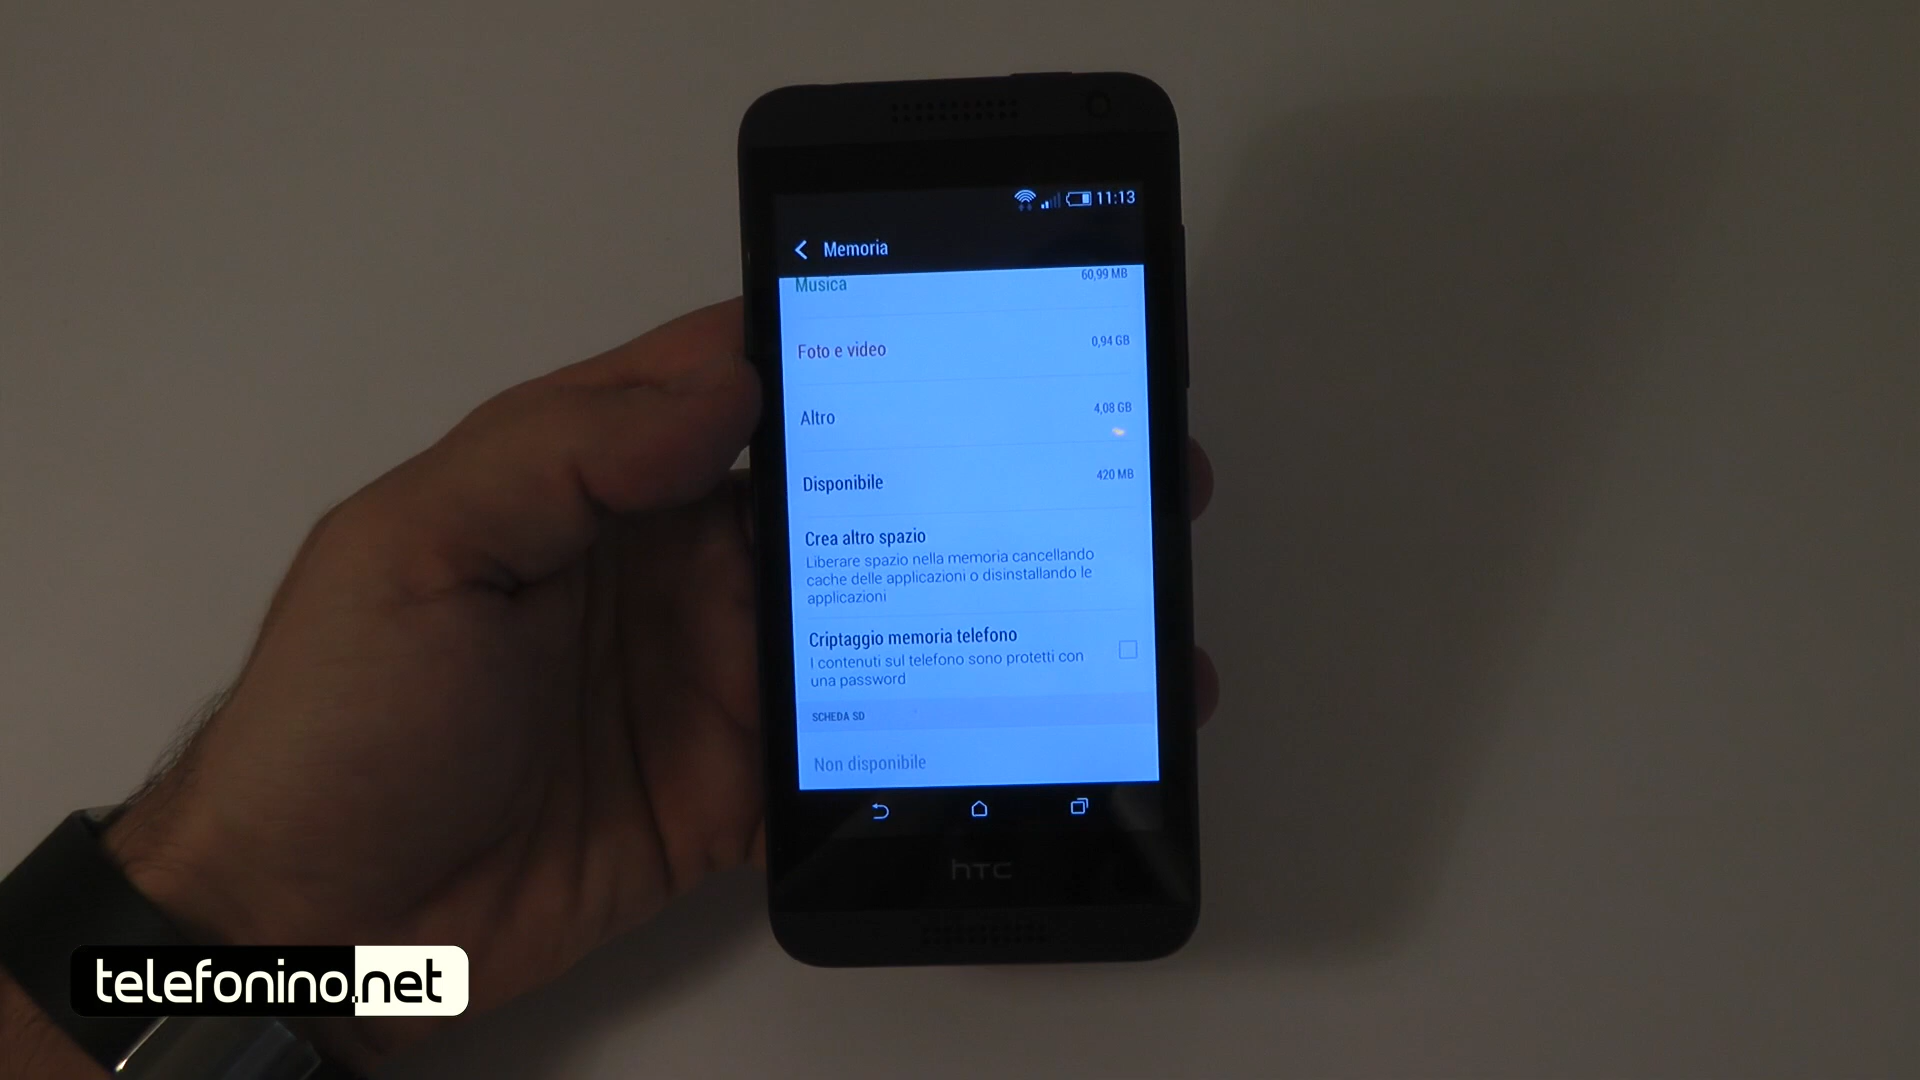 11:13
Memoria
Musica 60,99 MB
Foto e video 0,94 GB
Altro 4,08 GB
Disponibile 420 MB
Crea altro spazio
Liberare spazio nella memoria cancellando
cache delle applicazioni o disinstallando le
applicazioni
Criptaggio memoria telefono
I contenuti sul telefono sono protetti con
una password
SCHEDA SD
Non disponibile
hTC
telefonino.net